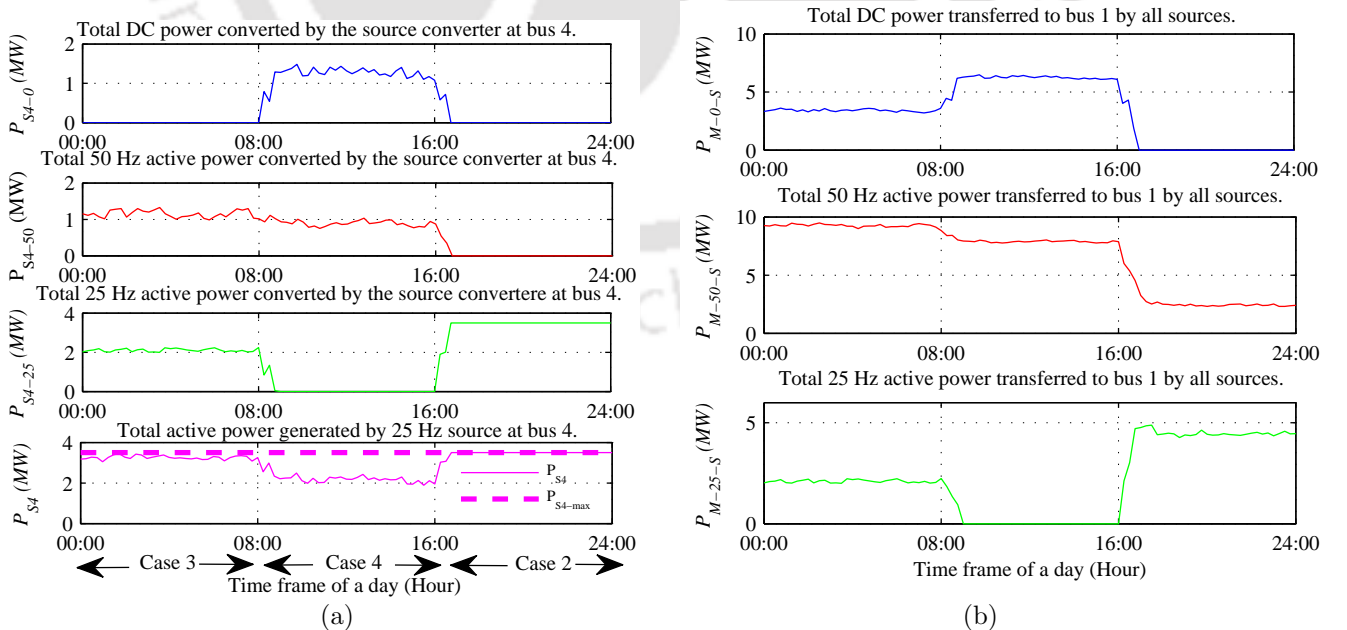 Total DC power converted by the source converter at bus 4.
P_{S4−0} (MW)
2
1
0
00:00 08:00 16:00 24:00
Total 50 Hz active power converted by the source converter at bus 4.
P_{S4−50} (MW)
2
1
0
00:00 08:00 16:00 24:00
Total 25 Hz active power converted by the source convertere at bus 4.
P_{S4−25} (MW)
4
2
0
00:00 08:00 16:00 24:00
Total active power generated by 25 Hz source at bus 4.
P_{S4} (MW)
4
2
0
P_{S4}
P_{S4−max}
00:00 08:00 16:00 24:00
Case 3 Case 4 Case 2
Time frame of a day (Hour)
(a)
Total DC power transferred to bus 1 by all sources.
P_{M−0−S} (MW)
10
5
0
00:00 08:00 16:00 24:00
Total 50 Hz active power transferred to bus 1 by all sources.
P_{M−50−S} (MW)
10
5
0
00:00 08:00 16:00 24:00
Total 25 Hz active power transferred to bus 1 by all sources.
P_{M−25−S} (MW)
5
0
00:00 08:00 16:00 24:00
Time frame of a day (Hour)
(b)